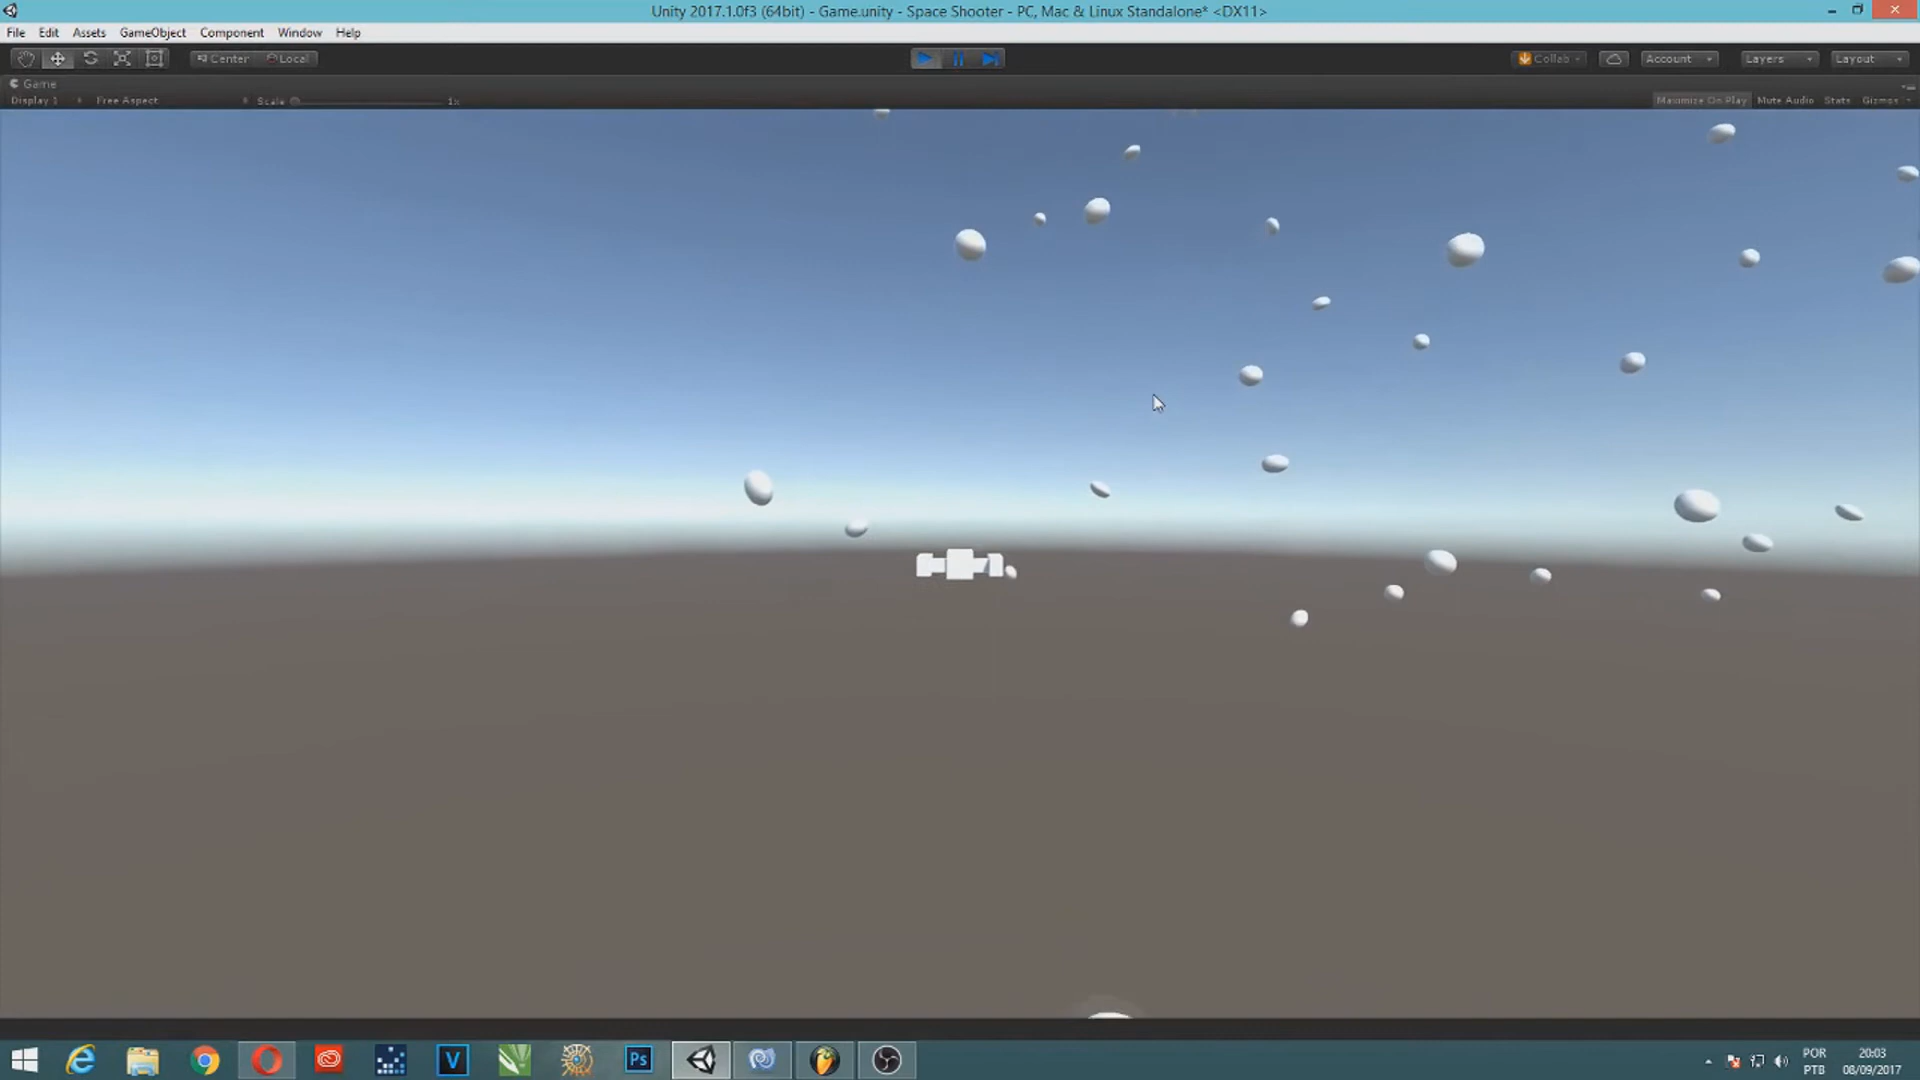 Unity 2017.1.0f3 (64bit) - Game.unity - Space Shooter - PC, Mac & Linux Standalone* <DX11>
File Edit Assets GameObject Component Window Help
Center Local Collab Account Layers Layout
Game
Display 1 Free Aspect Scale 1x Maximize On Play Mute Audio Stats Gizmos
V Ps
POR 20:03
PTB 08/09/2017